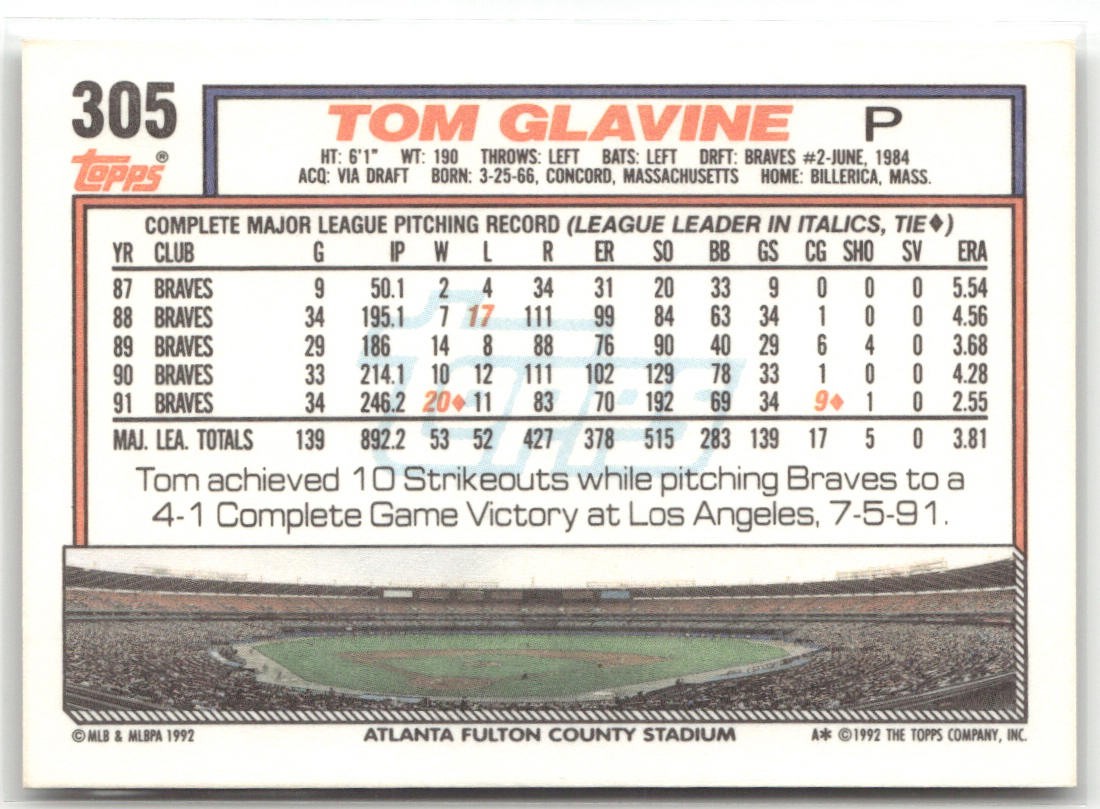 305
TOM GLAVINE P
TOPPS®
HT: 6'1" WT: 190 THROWS: LEFT BATS: LEFT DRFT: BRAVES #2-JUNE, 1984
ACQ: VIA DRAFT BORN: 3-25-66, CONCORD, MASSACHUSETTS HOME: BILLERICA, MASS.
COMPLETE MAJOR LEAGUE PITCHING RECORD (LEAGUE LEADER IN ITALICS, TIE♦)
YR CLUB G IP W L R ER SO BB GS CG SHO SV ERA
87 BRAVES 9 50.1 2 4 34 31 20 33 9 0 0 0 5.54
88 BRAVES 34 195.1 7 17 111 99 84 63 34 1 0 0 4.56
89 BRAVES 29 186 14 8 88 76 90 40 29 6 4 0 3.68
90 BRAVES 33 214.1 10 12 111 102 129 78 33 1 0 0 4.28
91 BRAVES 34 246.2 20♦ 11 83 70 192 69 34 9♦ 1 0 2.55
MAJ. LEA. TOTALS 139 892.2 53 52 427 378 515 283 139 17 5 0 3.81
Topps
Tom achieved 10 Strikeouts while pitching Braves to a
4-1 Complete Game Victory at Los Angeles, 7-5-91.
©MLB & MLBPA 1992 ATLANTA FULTON COUNTY STADIUM A* ©1992 THE TOPPS COMPANY, INC.